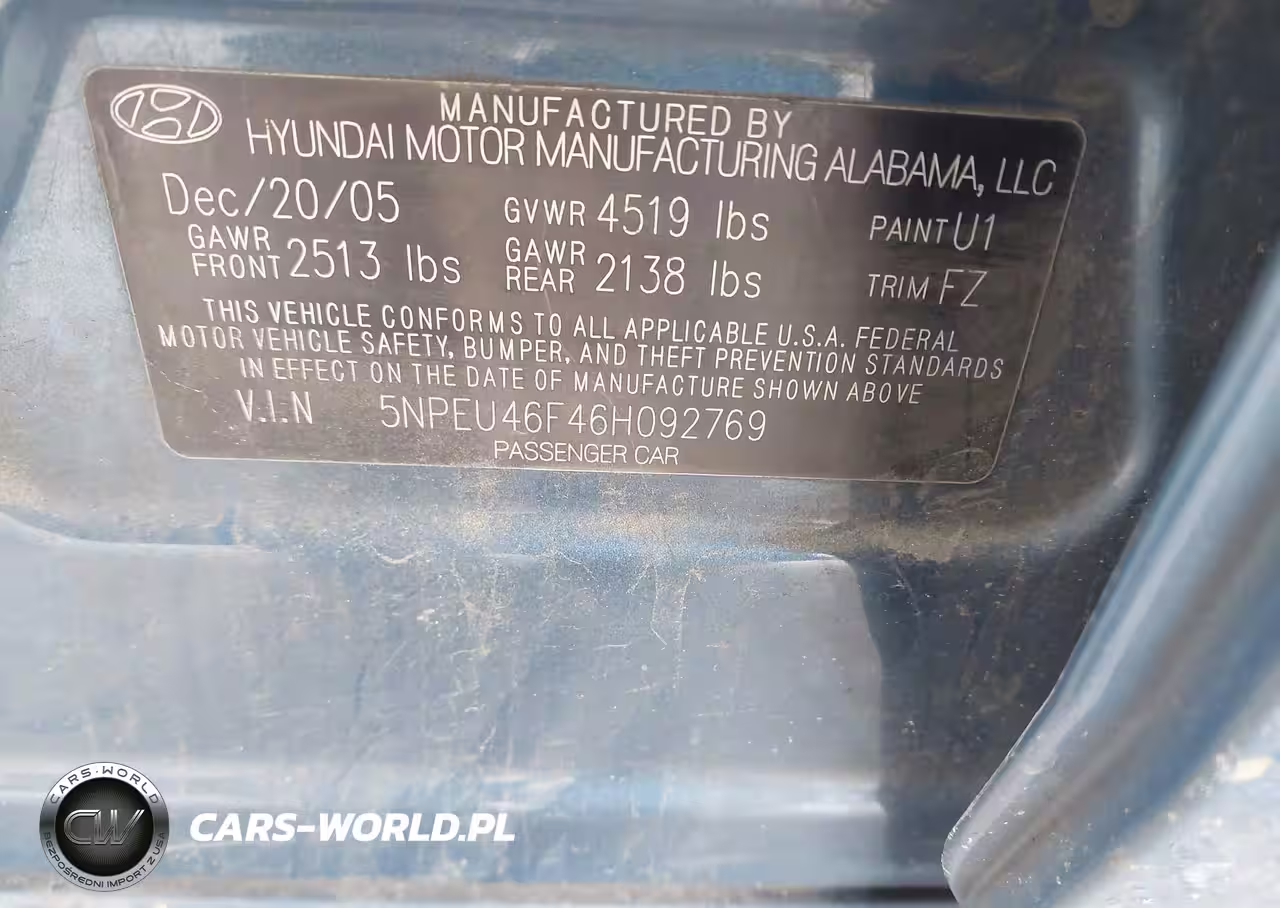 MANUFACTURED BY
HYUNDAI MOTOR MANUFACTURING ALABAMA, LLC
Dec/20/05 GVWR 4519 lbs PAINT U1
GAWR FRONT 2513 lbs GAWR REAR 2138 lbs TRIM FZ
THIS VEHICLE CONFORMS TO ALL APPLICABLE U.S.A. FEDERAL
MOTOR VEHICLE SAFETY, BUMPER, AND THEFT PREVENTION STANDARDS
IN EFFECT ON THE DATE OF MANUFACTURE SHOWN ABOVE
V.I.N 5NPEU46F46H092769
PASSENGER CAR
CARS-WORLD
CW
BEZPOŚREDNI IMPORT Z USA
CARS-WORLD.PL